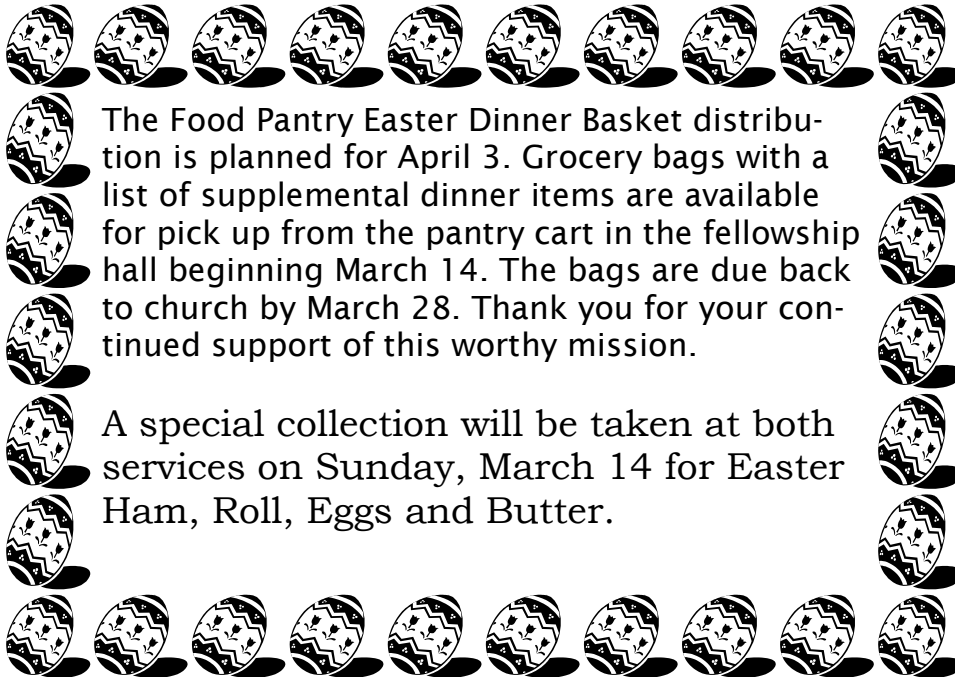 The Food Pantry Easter Dinner Basket distribu-
tion is planned for April 3. Grocery bags with a
list of supplemental dinner items are available
for pick up from the pantry cart in the fellowship
hall beginning March 14. The bags are due back
to church by March 28. Thank you for your con-
tinued support of this worthy mission.
A special collection will be taken at both
services on Sunday, March 14 for Easter
Ham, Roll, Eggs and Butter.